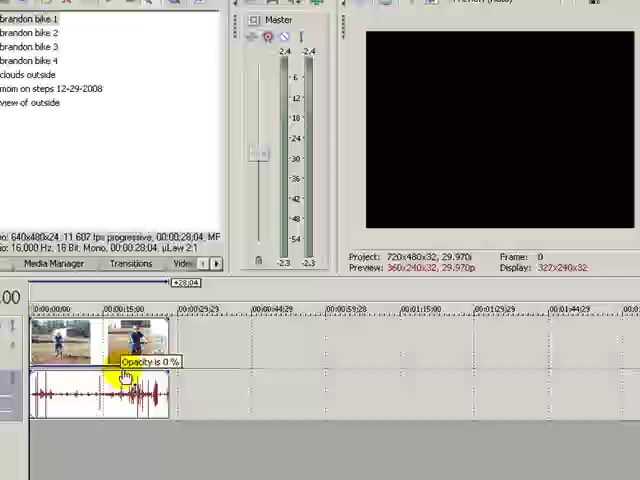 brandon bike 1
brandon bike 2
brandon bike 3
brandon bike 4
clouds outside
mom on steps 12-29-2008
view of outside
Master
-2.4 -2.4
6
12
18
24
30
36
42
48
54
-2.3 -2.3
eo: 640x480x24, 11.607 fps progressive, 00:00:28;04, MF
io: 16,000 Hz, 16 Bit, Mono, 00:00:28;04, µLaw 2:1
Media Manager Transitions Video
Project: 720x480x32, 29.970i Frame: 0
Preview: 360x240x32, 29.970p Display: 327x240x32
+28;04
:00
00:00:00;00 00:00:15;00 00:00:29;29 00:00:44;29 00:00:59;28 00:01:15;00 00:01:29;29 00:01:44;29
Opacity is 0 %